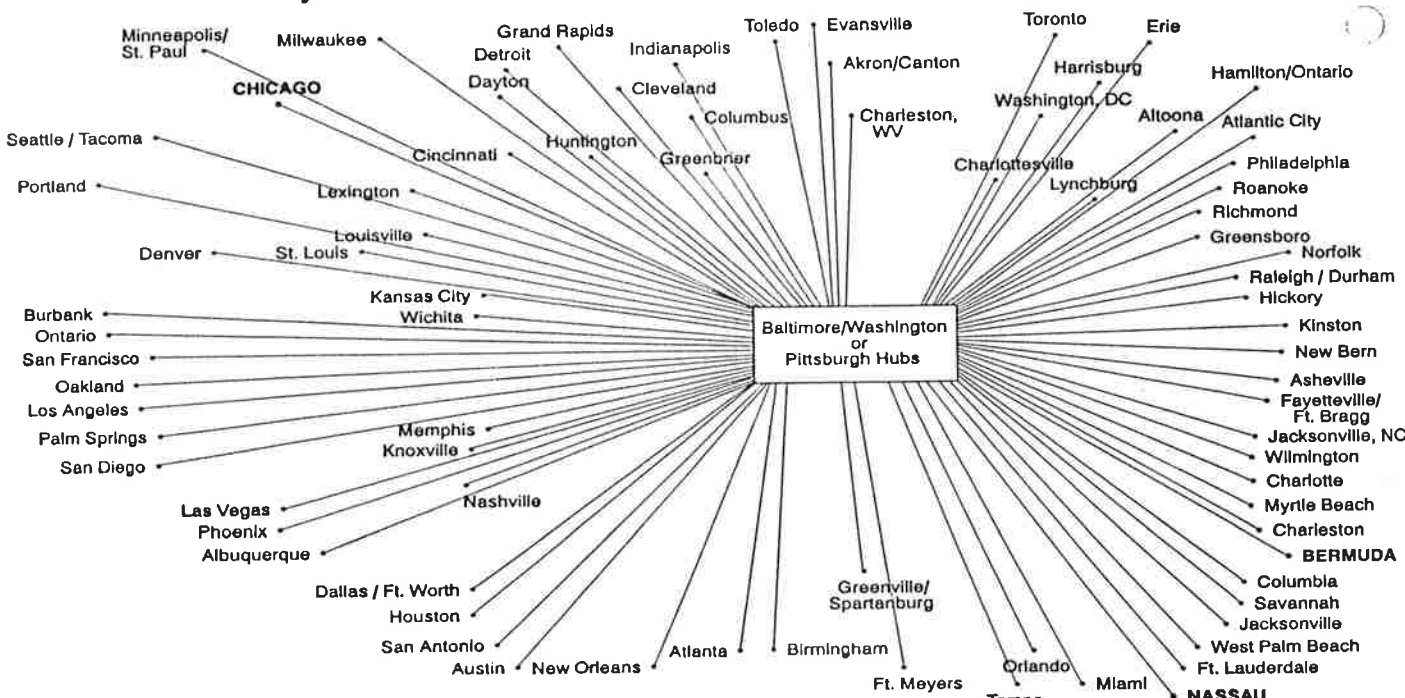 Minneapolis/
St. Paul
Milwaukee
Grand Rapids
Detroit
Dayton
Indianapolis
Toledo
Evansville
Toronto
Erie
CHICAGO
Cleveland
Akron/Canton
Harrisburg
Hamilton/Ontario
Columbus
Charleston,
WV
Washington, DC
Altoona
Atlantic City
Seattle / Tacoma
Cincinnati
Huntington
Greenbrier
Charlottesville
Philadelphia
Portland
Lexington
Lynchburg
Roanoke
Richmond
Louisville
Greensboro
Denver
St. Louis
Norfolk
Raleigh / Durham
Kansas City
Hickory
Burbank
Wichita
Baltimore/Washington
or
Pittsburgh Hubs
Kinston
Ontario
New Bern
San Francisco
Asheville
Oakland
Fayetteville/
Ft. Bragg
Los Angeles
Jacksonville, NC
Palm Springs
Memphis
Wilmington
Knoxville
San Diego
Charlotte
Nashville
Myrtle Beach
Las Vegas
Charleston
Phoenix
BERMUDA
Albuquerque
Columbia
Dallas / Ft. Worth
Greenville/
Spartanburg
Savannah
Houston
Jacksonville
San Antonio
Atlanta
Birmingham
West Palm Beach
Austin
New Orleans
Orlando
Ft. Lauderdale
Ft. Meyers
Miami
NASSAU
Tampa